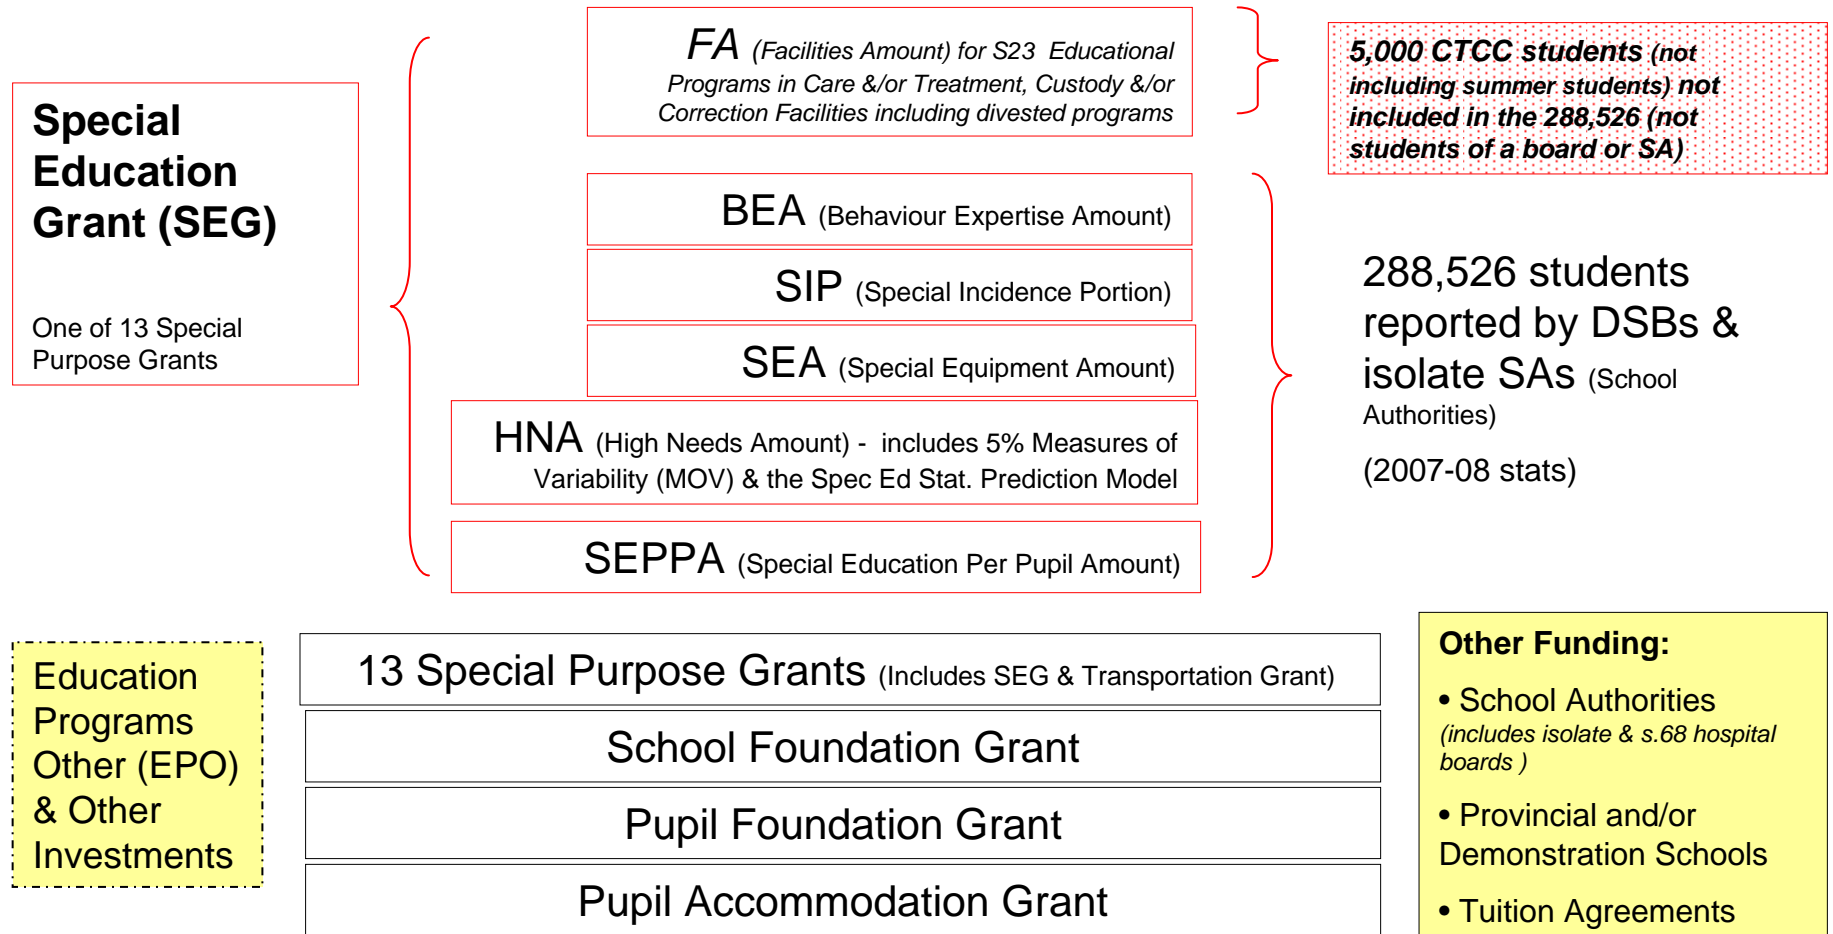 Special
Education
Grant (SEG)
One of 13 Special
Purpose Grants
FA (Facilities Amount) for S23 Educational
Programs in Care &/or Treatment, Custody &/or
Correction Facilities including divested programs
BEA (Behaviour Expertise Amount)
SIP (Special Incidence Portion)
SEA (Special Equipment Amount)
HNA (High Needs Amount) - includes 5% Measures of
Variability (MOV) & the Spec Ed Stat. Prediction Model
SEPPA (Special Education Per Pupil Amount)
5,000 CTCC students (not
including summer students) not
included in the 288,526 (not
students of a board or SA)
288,526 students
reported by DSBs &
isolate SAs (School
Authorities)
(2007-08 stats)
Education
Programs
Other (EPO)
& Other
Investments
13 Special Purpose Grants (Includes SEG & Transportation Grant)
School Foundation Grant
Pupil Foundation Grant
Pupil Accommodation Grant
Other Funding:
• School Authorities
(includes isolate & s.68 hospital
boards )
• Provincial and/or
Demonstration Schools
• Tuition Agreements